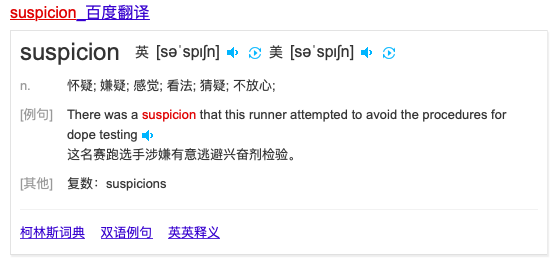 suspicion_百度翻译
suspicion 英 [səˈspɪʃn] 美 [səˈspɪʃn]
n. 怀疑; 嫌疑; 感觉; 看法; 猜疑; 不放心;
[例句] There was a suspicion that this runner attempted to avoid the procedures for
dope testing
这名赛跑选手涉嫌有意逃避兴奋剂检验。
[其他] 复数：suspicions
柯林斯词典 双语例句 英英释义